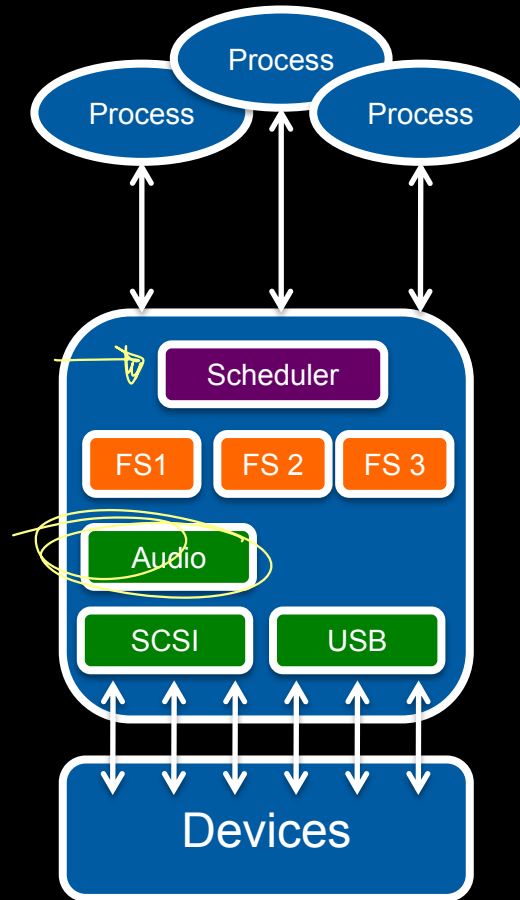 Process
Process
Process
Scheduler
FS1
FS 2
FS 3
Audio
SCSI
USB
Devices